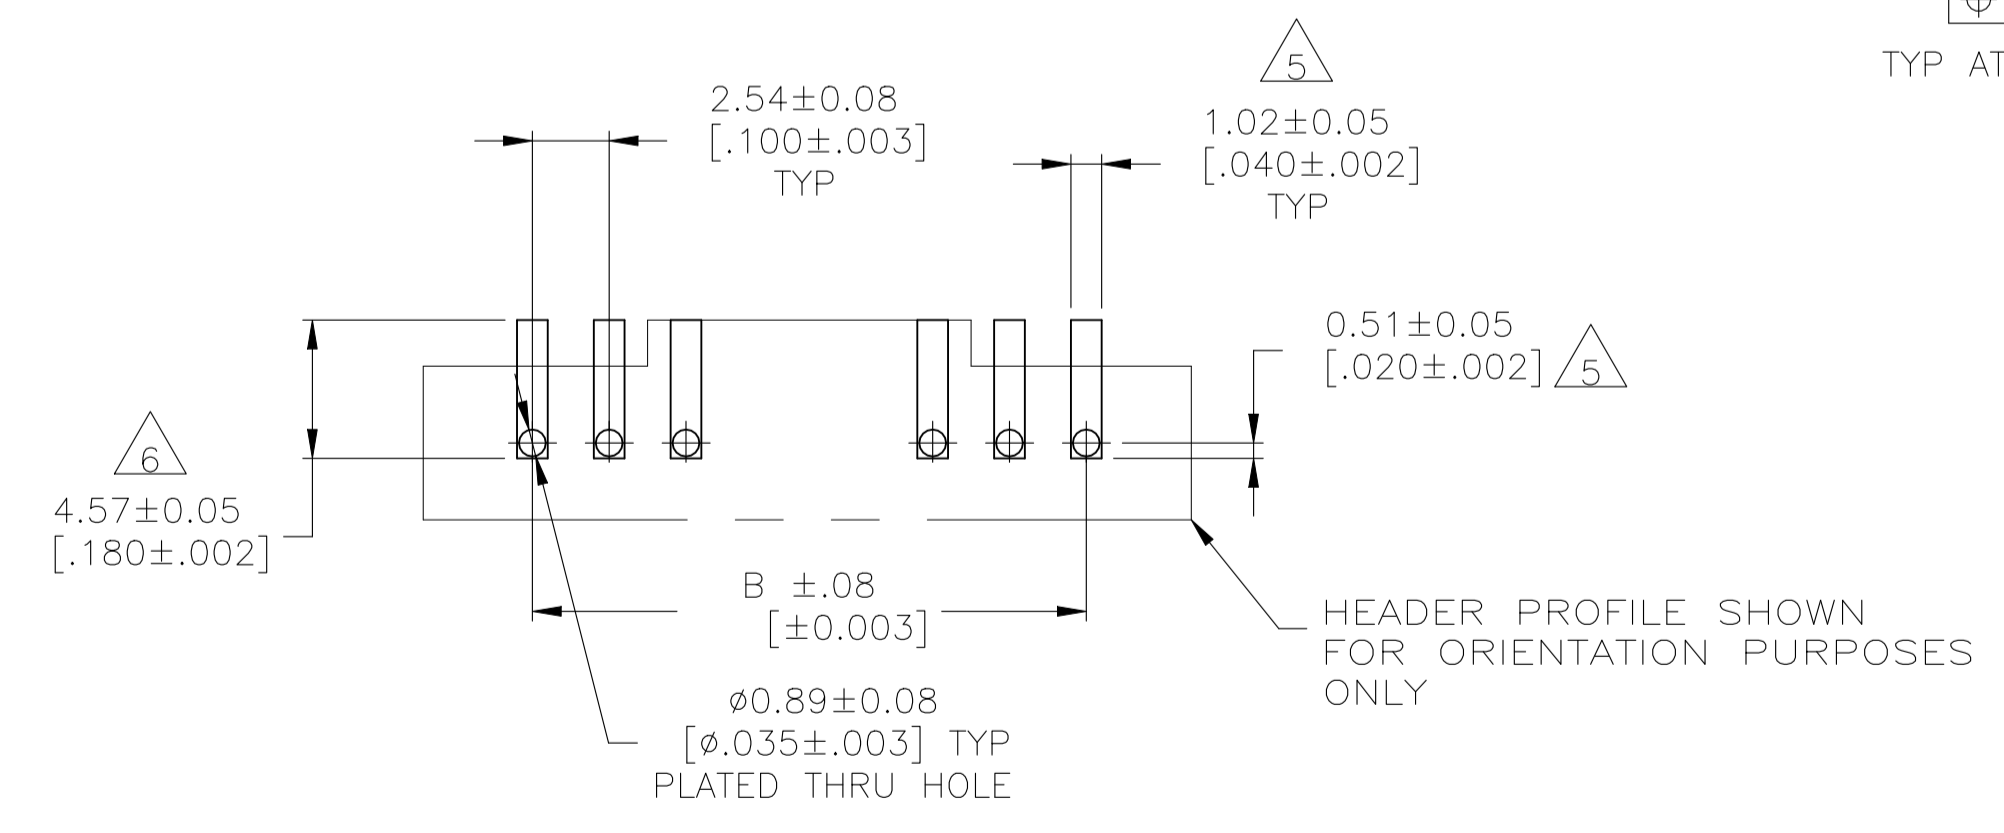 TYP AT
5
2.54±0.08
[.100±.003]
TYP
1.02±0.05
[.040±.002]
TYP
0.51±0.05
[.020±.002]
5
6
4.57±0.05
[.180±.002]
B ±.08
[±0.003]
HEADER PROFILE SHOWN
FOR ORIENTATION PURPOSES
ONLY
⌀0.89±0.08
[⌀.035±.003] TYP
PLATED THRU HOLE